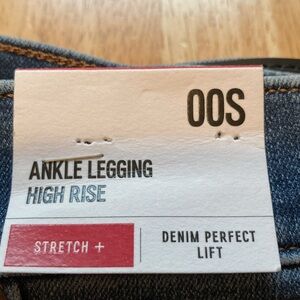 00S
ANKLE LEGGING
HIGH RISE
STRETCH +
DENIM PERFECT
LIFT